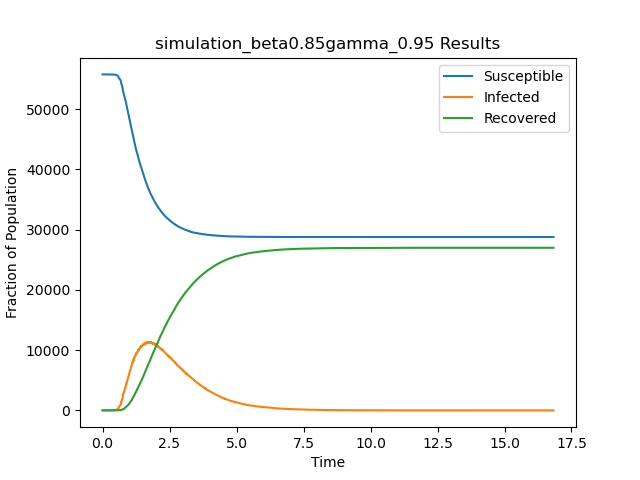 simulation_beta0.85gamma_0.95 Results
Susceptible
Infected
Recovered
Fraction of Population
50000
40000
30000
20000
10000
0
0.0 2.5 5.0 7.5 10.0 12.5 15.0 17.5
Time